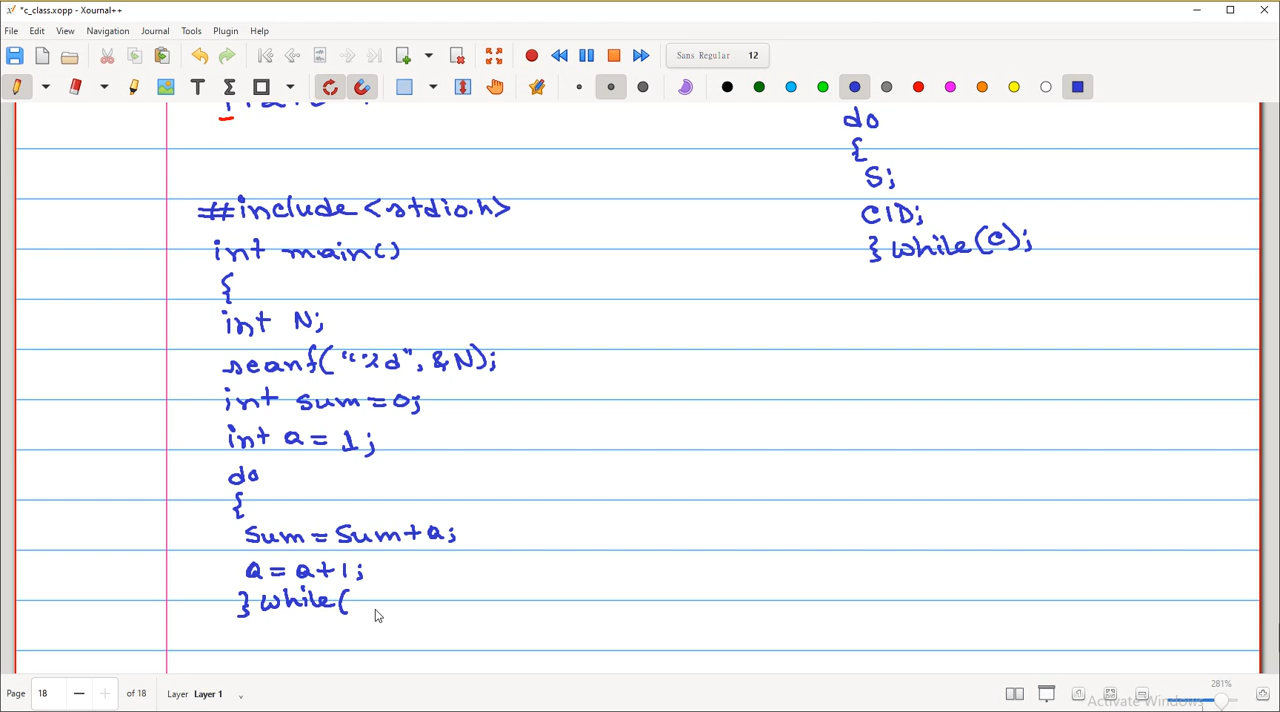 *c_class.xopp - Xournal++
File Edit View Navigation Journal Tools Plugin Help
Sans Regular 12
do
{
S;
C1D;
} while(c);
#include <stdio.h>
int main()
{
int N;
scanf("%d", &N);
int sum = 0;
int a = 1;
do
{
Sum = Sum + a;
a = a + 1;
} while(
Page 18 of 18 Layer Layer 1
281%
Activate Windows